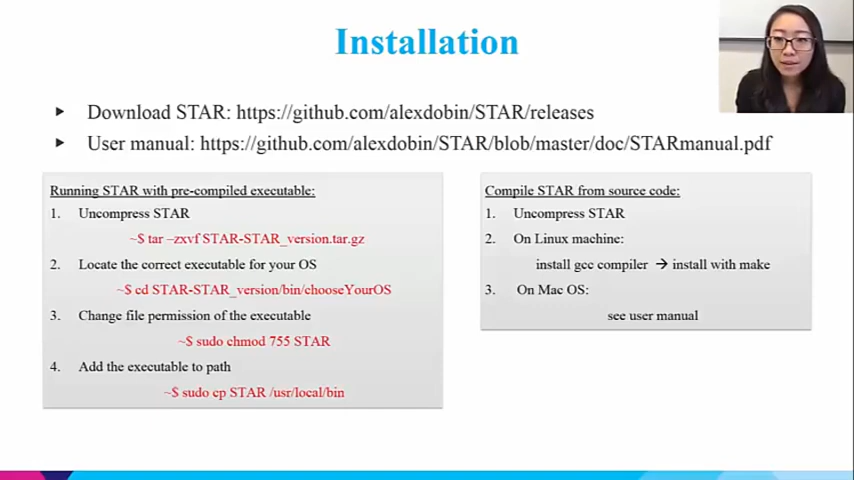 Installation
Download STAR: https://github.com/alexdobin/STAR/releases
User manual: https://github.com/alexdobin/STAR/blob/master/doc/STARmanual.pdf
Running STAR with pre-compiled executable:
1. Uncompress STAR
~$ tar –zxvf STAR-STAR_version.tar.gz
2. Locate the correct executable for your OS
~$ cd STAR-STAR_version/bin/chooseYourOS
3. Change file permission of the executable
~$ sudo chmod 755 STAR
4. Add the executable to path
~$ sudo cp STAR /usr/local/bin
Compile STAR from source code:
1. Uncompress STAR
2. On Linux machine:
install gcc compiler → install with make
3. On Mac OS:
see user manual